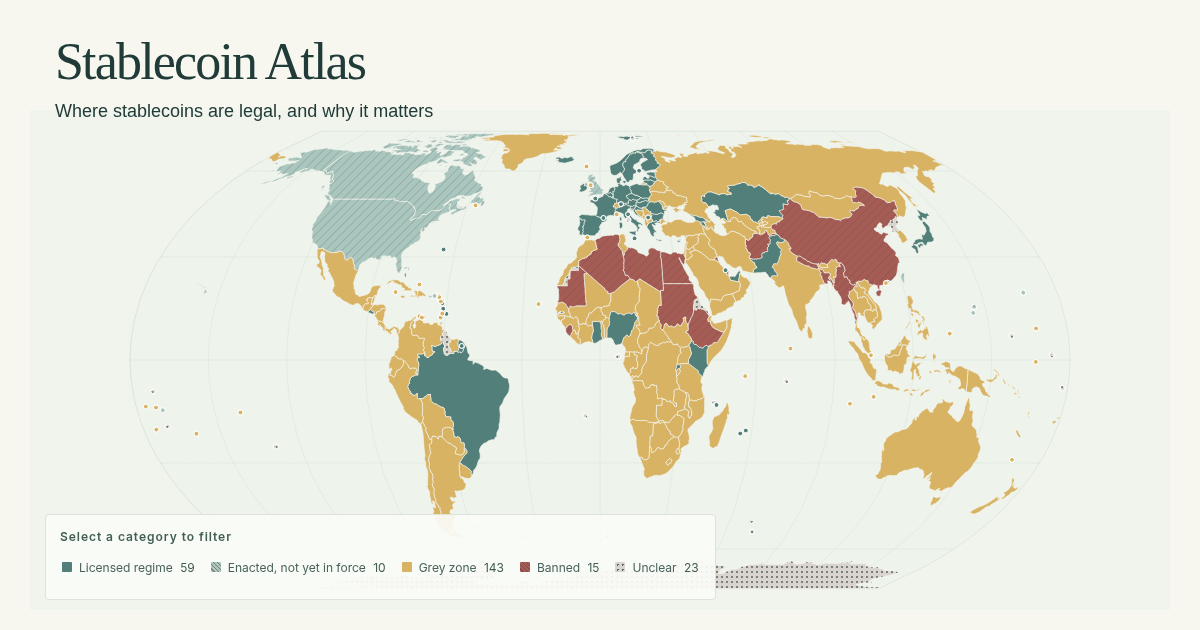 Stablecoin Atlas
Where stablecoins are legal, and why it matters
Select a category to filter
Licensed regime 59 Enacted, not yet in force 10 Grey zone 143 Banned 15 Unclear 23